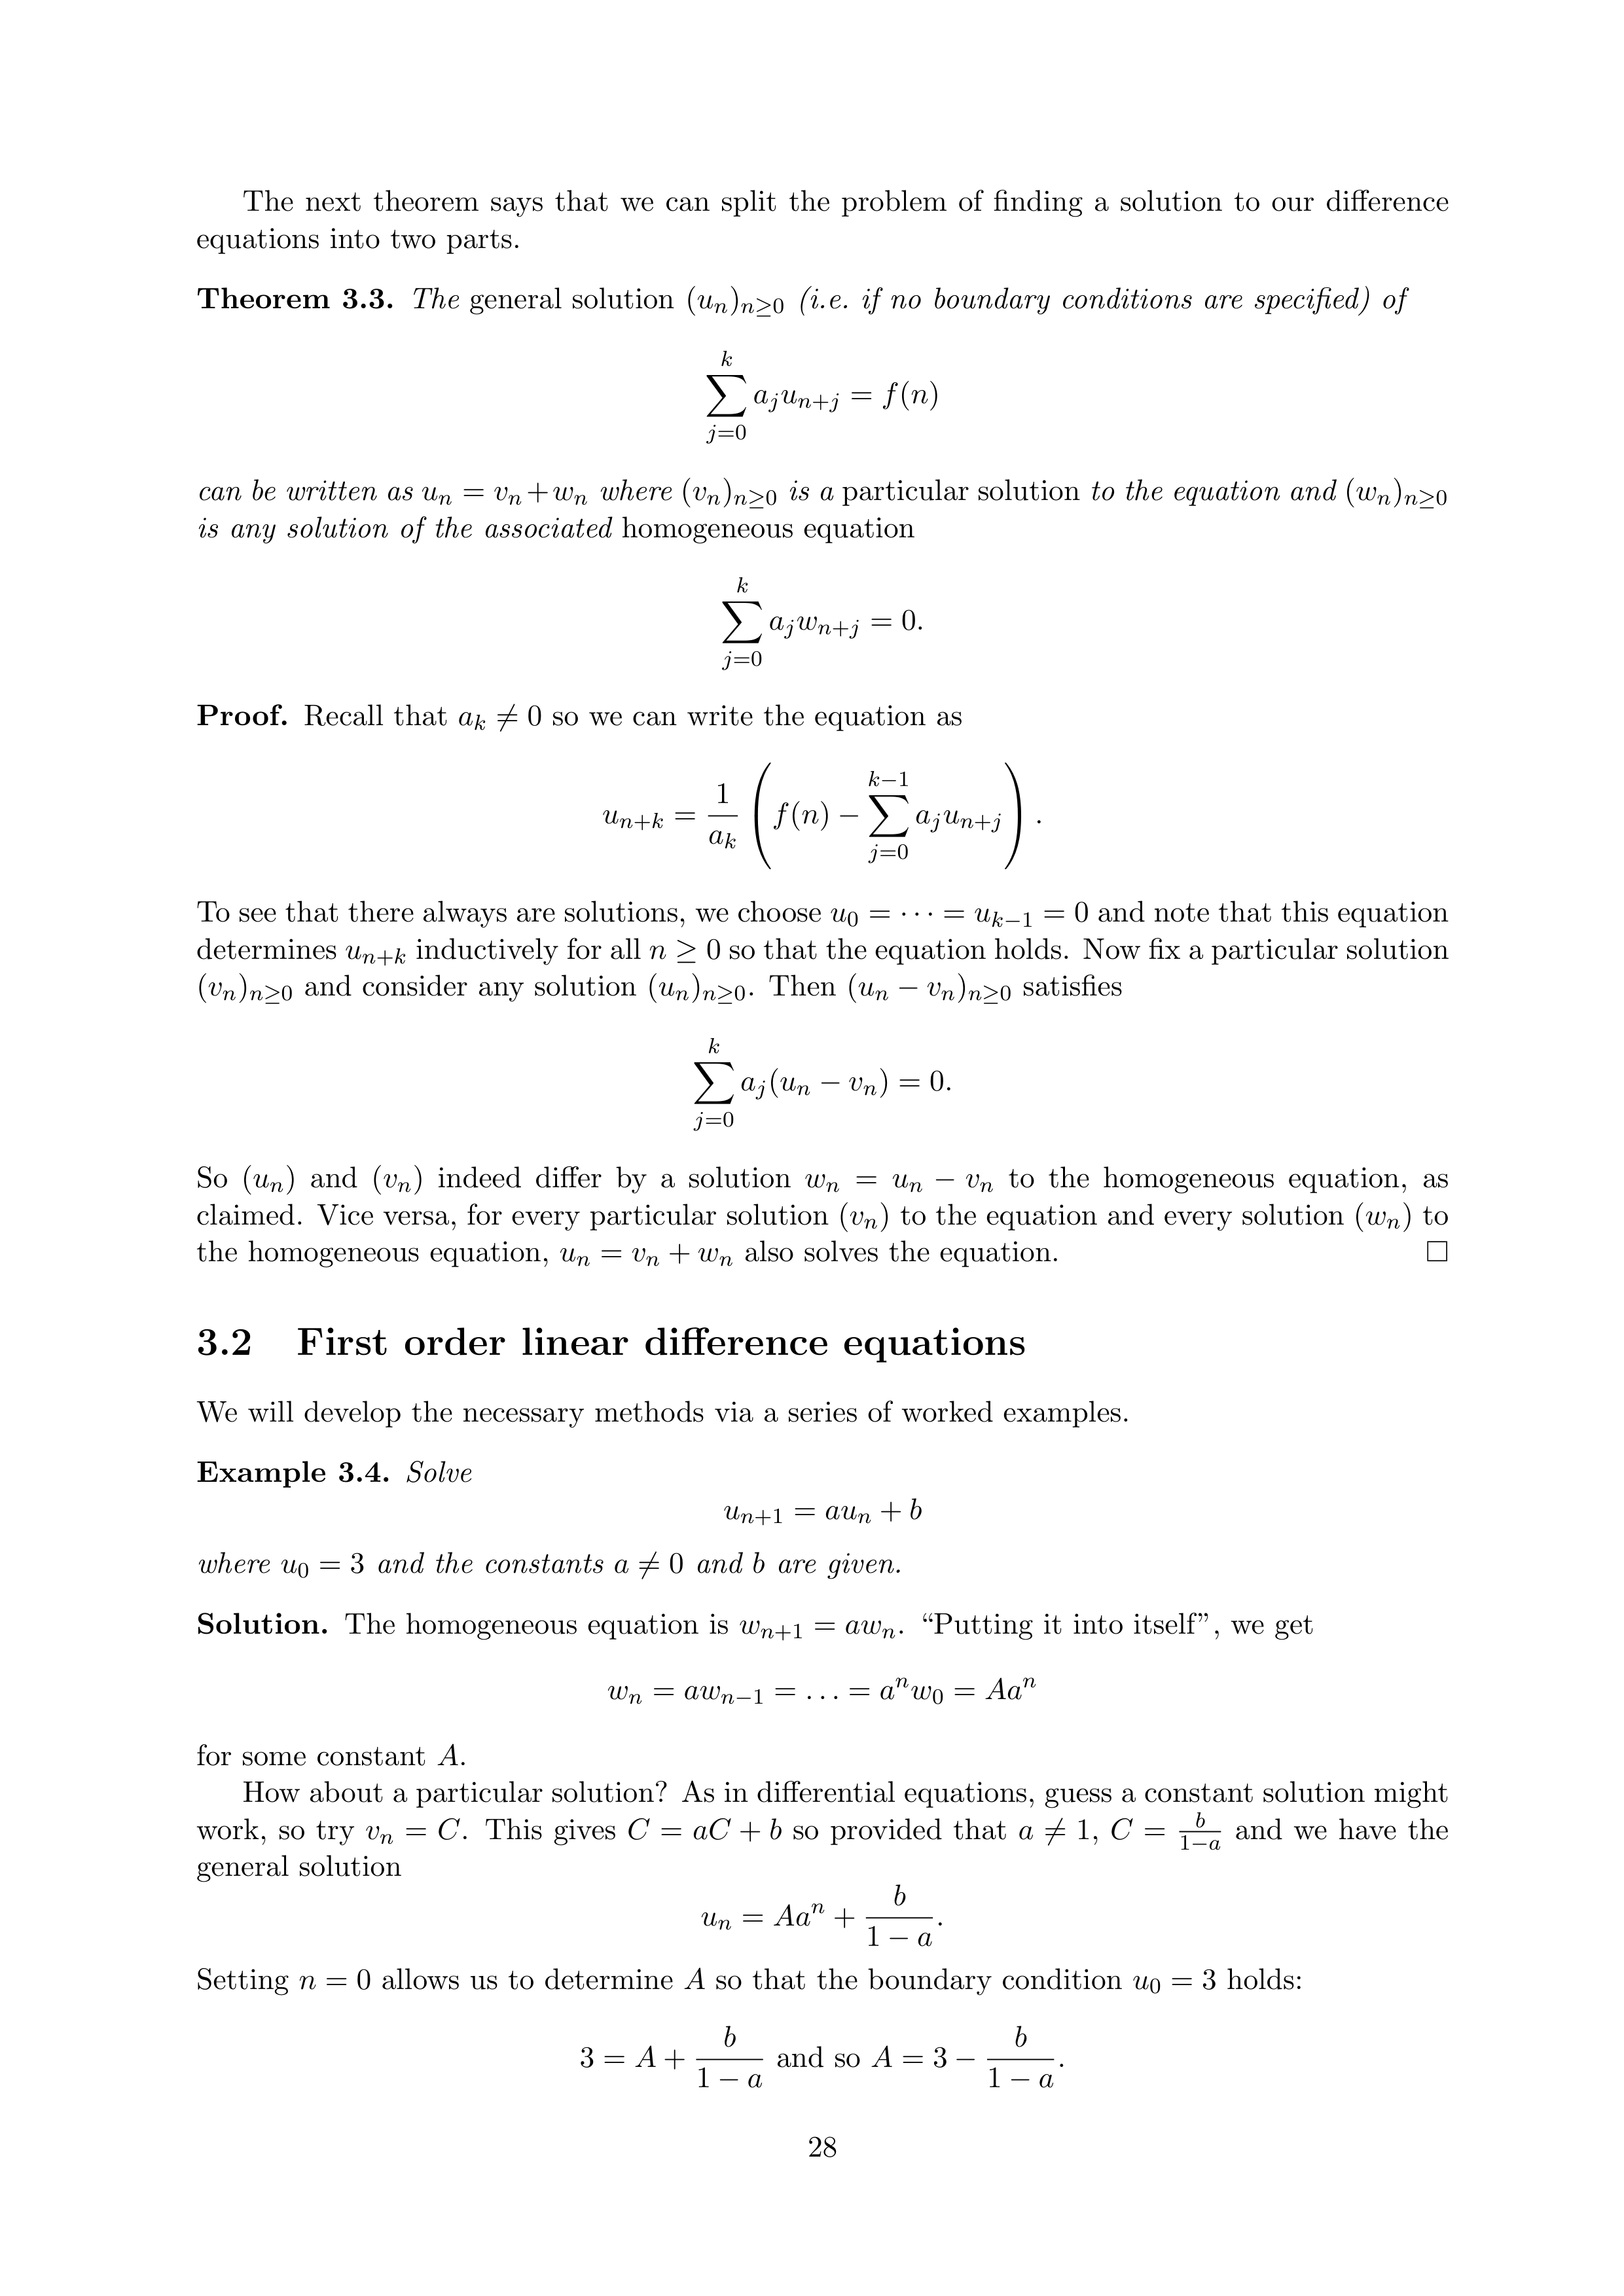 The next theorem says that we can split the problem of finding a solution to our difference
equations into two parts.
Theorem 3.3. The general solution $(u_n)_{n\geq 0}$ (i.e. if no boundary conditions are specified) of
$$\sum_{j=0}^{k} a_j u_{n+j} = f(n)$$
can be written as $u_n = v_n + w_n$ where $(v_n)_{n\geq 0}$ is a particular solution to the equation and $(w_n)_{n\geq 0}$
is any solution of the associated homogeneous equation
$$\sum_{j=0}^{k} a_j w_{n+j} = 0.$$
Proof. Recall that $a_k \neq 0$ so we can write the equation as
$$u_{n+k} = \frac{1}{a_k} \left( f(n) - \sum_{j=0}^{k-1} a_j u_{n+j} \right).$$
To see that there always are solutions, we choose $u_0 = \cdots = u_{k-1} = 0$ and note that this equation
determines $u_{n+k}$ inductively for all $n \geq 0$ so that the equation holds. Now fix a particular solution
$(v_n)_{n\geq 0}$ and consider any solution $(u_n)_{n\geq 0}$. Then $(u_n - v_n)_{n\geq 0}$ satisfies
$$\sum_{j=0}^{k} a_j (u_n - v_n) = 0.$$
So $(u_n)$ and $(v_n)$ indeed differ by a solution $w_n = u_n - v_n$ to the homogeneous equation, as
claimed. Vice versa, for every particular solution $(v_n)$ to the equation and every solution $(w_n)$ to
the homogeneous equation, $u_n = v_n + w_n$ also solves the equation. □
3.2 First order linear difference equations
We will develop the necessary methods via a series of worked examples.
Example 3.4. Solve
$$u_{n+1} = au_n + b$$
where $u_0 = 3$ and the constants $a \neq 0$ and $b$ are given.
Solution. The homogeneous equation is $w_{n+1} = aw_n$. “Putting it into itself”, we get
$$w_n = aw_{n-1} = \ldots = a^n w_0 = Aa^n$$
for some constant $A$.
How about a particular solution? As in differential equations, guess a constant solution might
work, so try $v_n = C$. This gives $C = aC + b$ so provided that $a \neq 1$, $C = \frac{b}{1-a}$ and we have the
general solution
$$u_n = Aa^n + \frac{b}{1-a}.$$
Setting $n = 0$ allows us to determine $A$ so that the boundary condition $u_0 = 3$ holds:
$$3 = A + \frac{b}{1-a} \text{ and so } A = 3 - \frac{b}{1-a}.$$
28